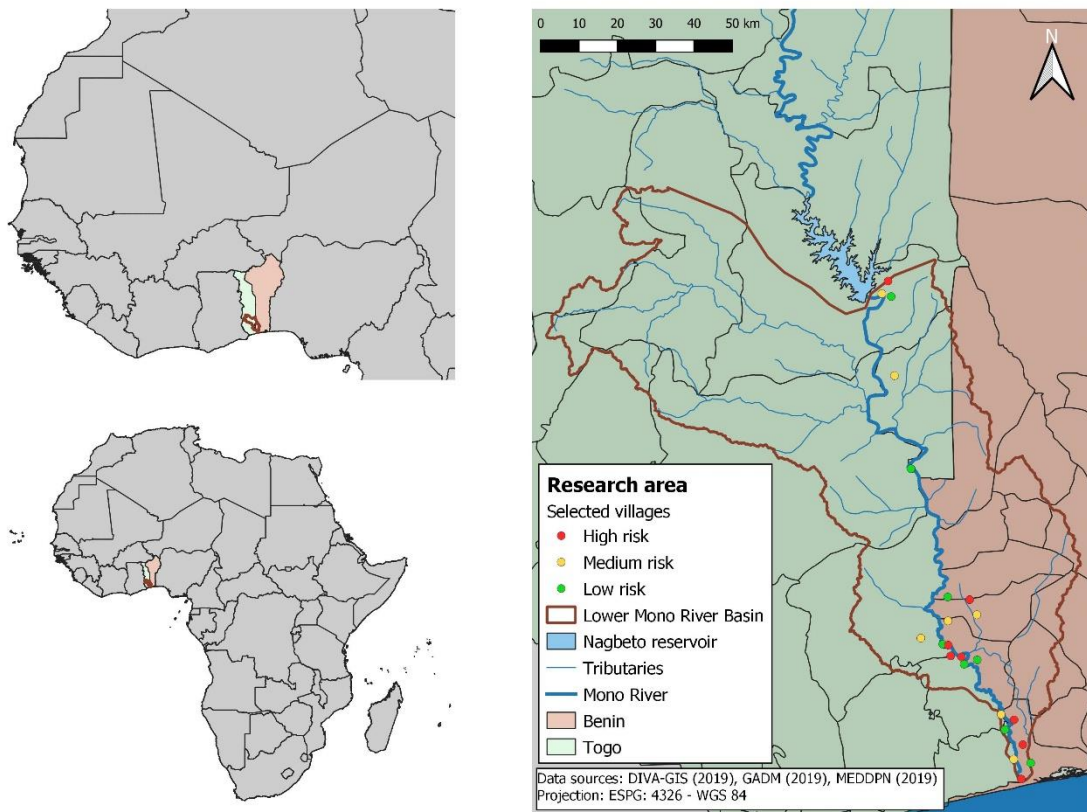 0 10 20 30 40 50 km
N
Research area
Selected villages
High risk
Medium risk
Low risk
Lower Mono River Basin
Nagbeto reservoir
Tributaries
Mono River
Benin
Togo
Data sources: DIVA-GIS (2019), GADM (2019), MEDDPN (2019)
Projection: ESPG: 4326 - WGS 84